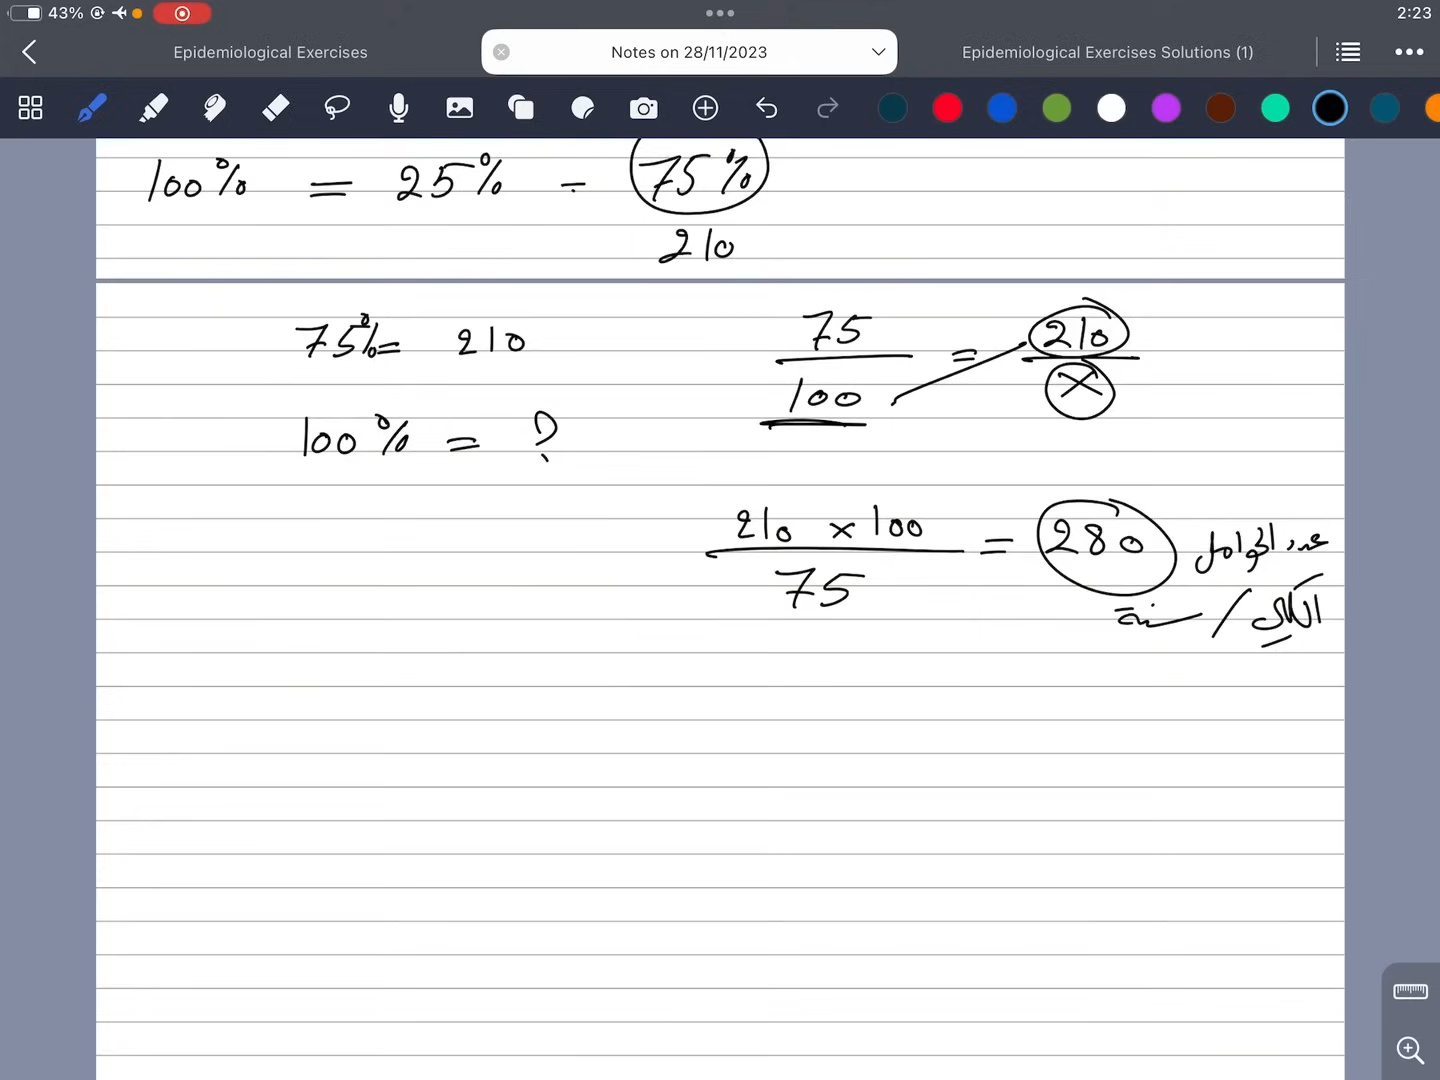 43% 2:23
Epidemiological Exercises Notes on 28/11/2023 Epidemiological Exercises Solutions (1)
100% = 25% - 75%
210
75% = 210
100% = ?
75/100 = 210/X
210 × 100 / 75 = 280 عدد الحوامل
الكلي / سنة